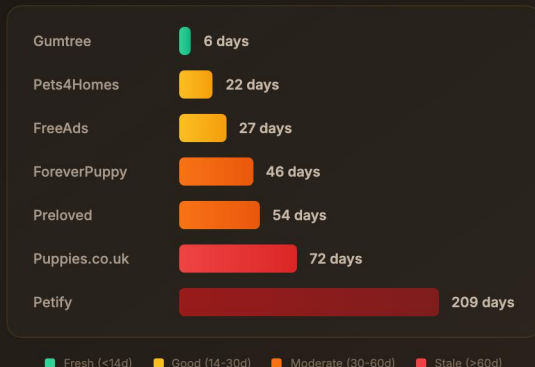 Gumtree 6 days
Pets4Homes 22 days
FreeAds 27 days
ForeverPuppy 46 days
Preloved 54 days
Puppies.co.uk 72 days
Petify 209 days
Fresh (<14d) Good (14-30d) Moderate (30-60d) Stale (>60d)